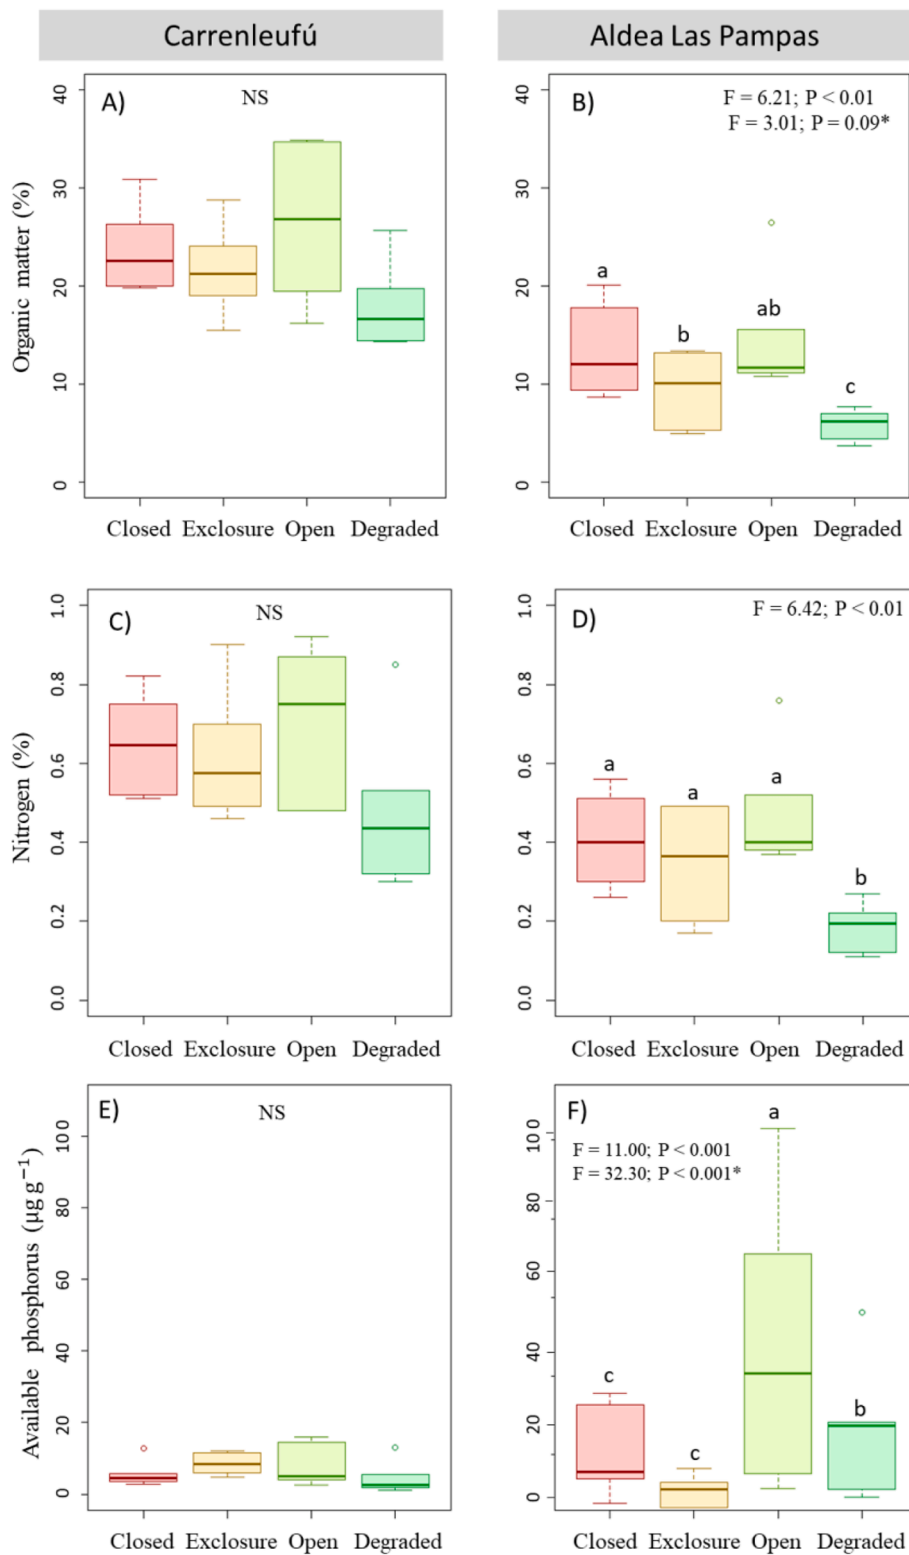 Carrenleufú
Aldea Las Pampas
A)
NS
Organic matter (%)
0
10
20
30
40
Closed Exclosure Open Degraded
B)
F = 6.21; P < 0.01
F = 3.01; P = 0.09*
a
b
ab
c
0
10
20
30
40
Closed Exclosure Open Degraded
C)
NS
Nitrogen (%)
0.0
0.2
0.4
0.6
0.8
1.0
Closed Exclosure Open Degraded
D)
F = 6.42; P < 0.01
a
a
a
b
0.0
0.2
0.4
0.6
0.8
1.0
Closed Exclosure Open Degraded
E)
NS
Available phosphorus (µg g⁻¹)
0
20
40
60
80
100
Closed Exclosure Open Degraded
F)
F = 11.00; P < 0.001
F = 32.30; P < 0.001*
c
c
a
b
0
20
40
60
80
100
Closed Exclosure Open Degraded